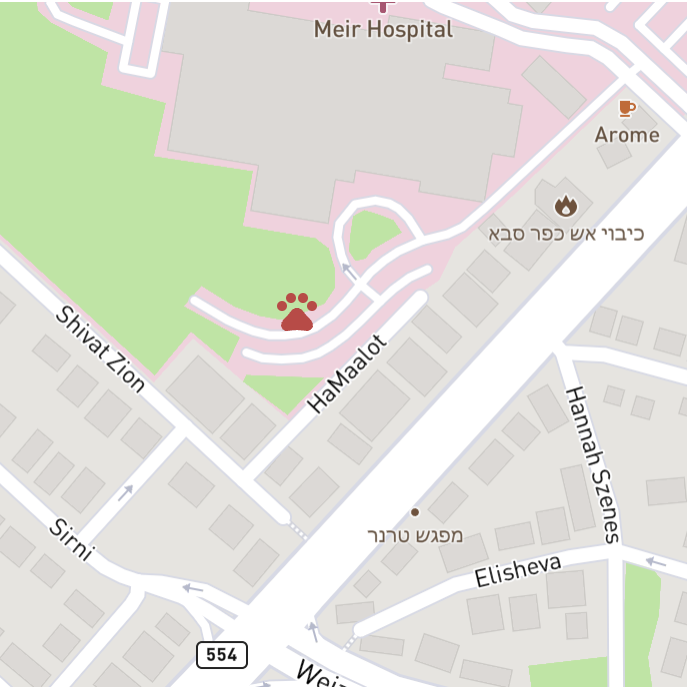 Meir Hospital
Arome
כיבוי אש כפר סבא
Shivat Zion
HaMaalot
Hannah Szenes
מפגש טרנר
Sirni
Elisheva
554